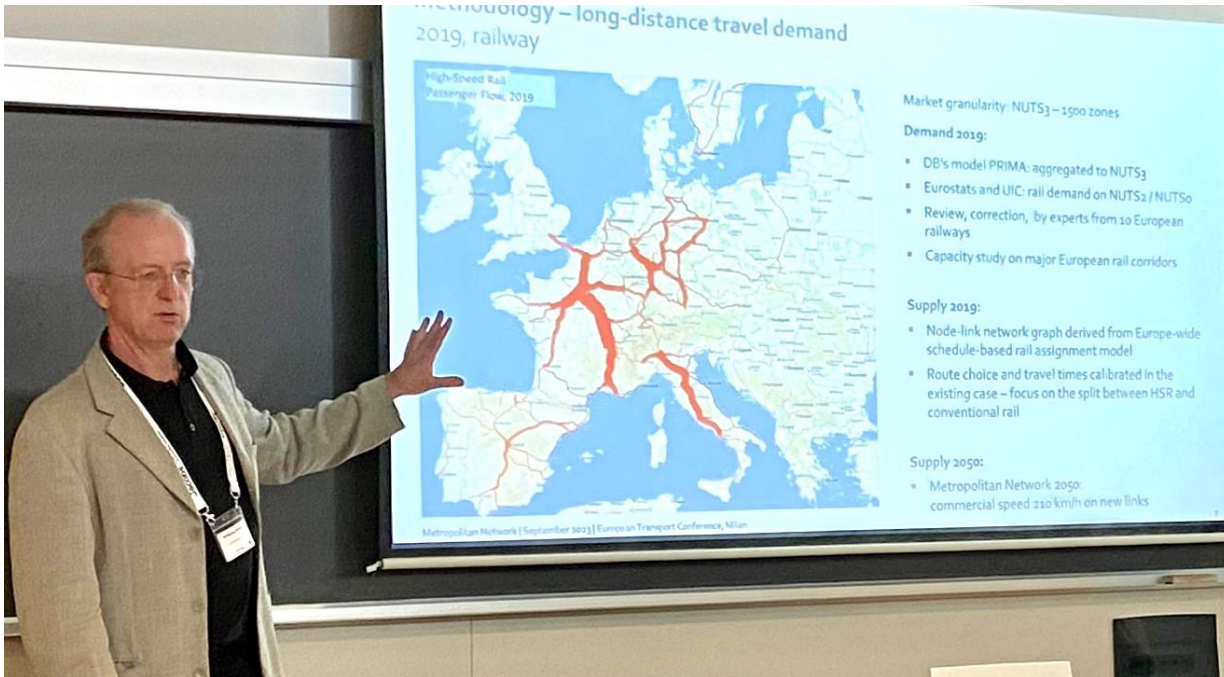 Methodology – long-distance travel demand
2019, railway
High-Speed Rail
Passenger Flow, 2019
Market granularity: NUTS3 – 1500 zones
Demand 2019:
▪ DB's model PRIMA: aggregated to NUTS3
▪ Eurostats and UIC: rail demand on NUTS2 / NUTS0
▪ Review, correction, by experts from 10 European
railways
▪ Capacity study on major European rail corridors
Supply 2019:
▪ Node-link network graph derived from Europe-wide
schedule-based rail assignment model
▪ Route choice and travel times calibrated in the
existing case – focus on the split between HSR and
conventional rail
Supply 2050:
▪ Metropolitan Network 2050:
commercial speed 210 km/h on new links
Metropolitan Network | September 2023 | European Transport Conference, Milan